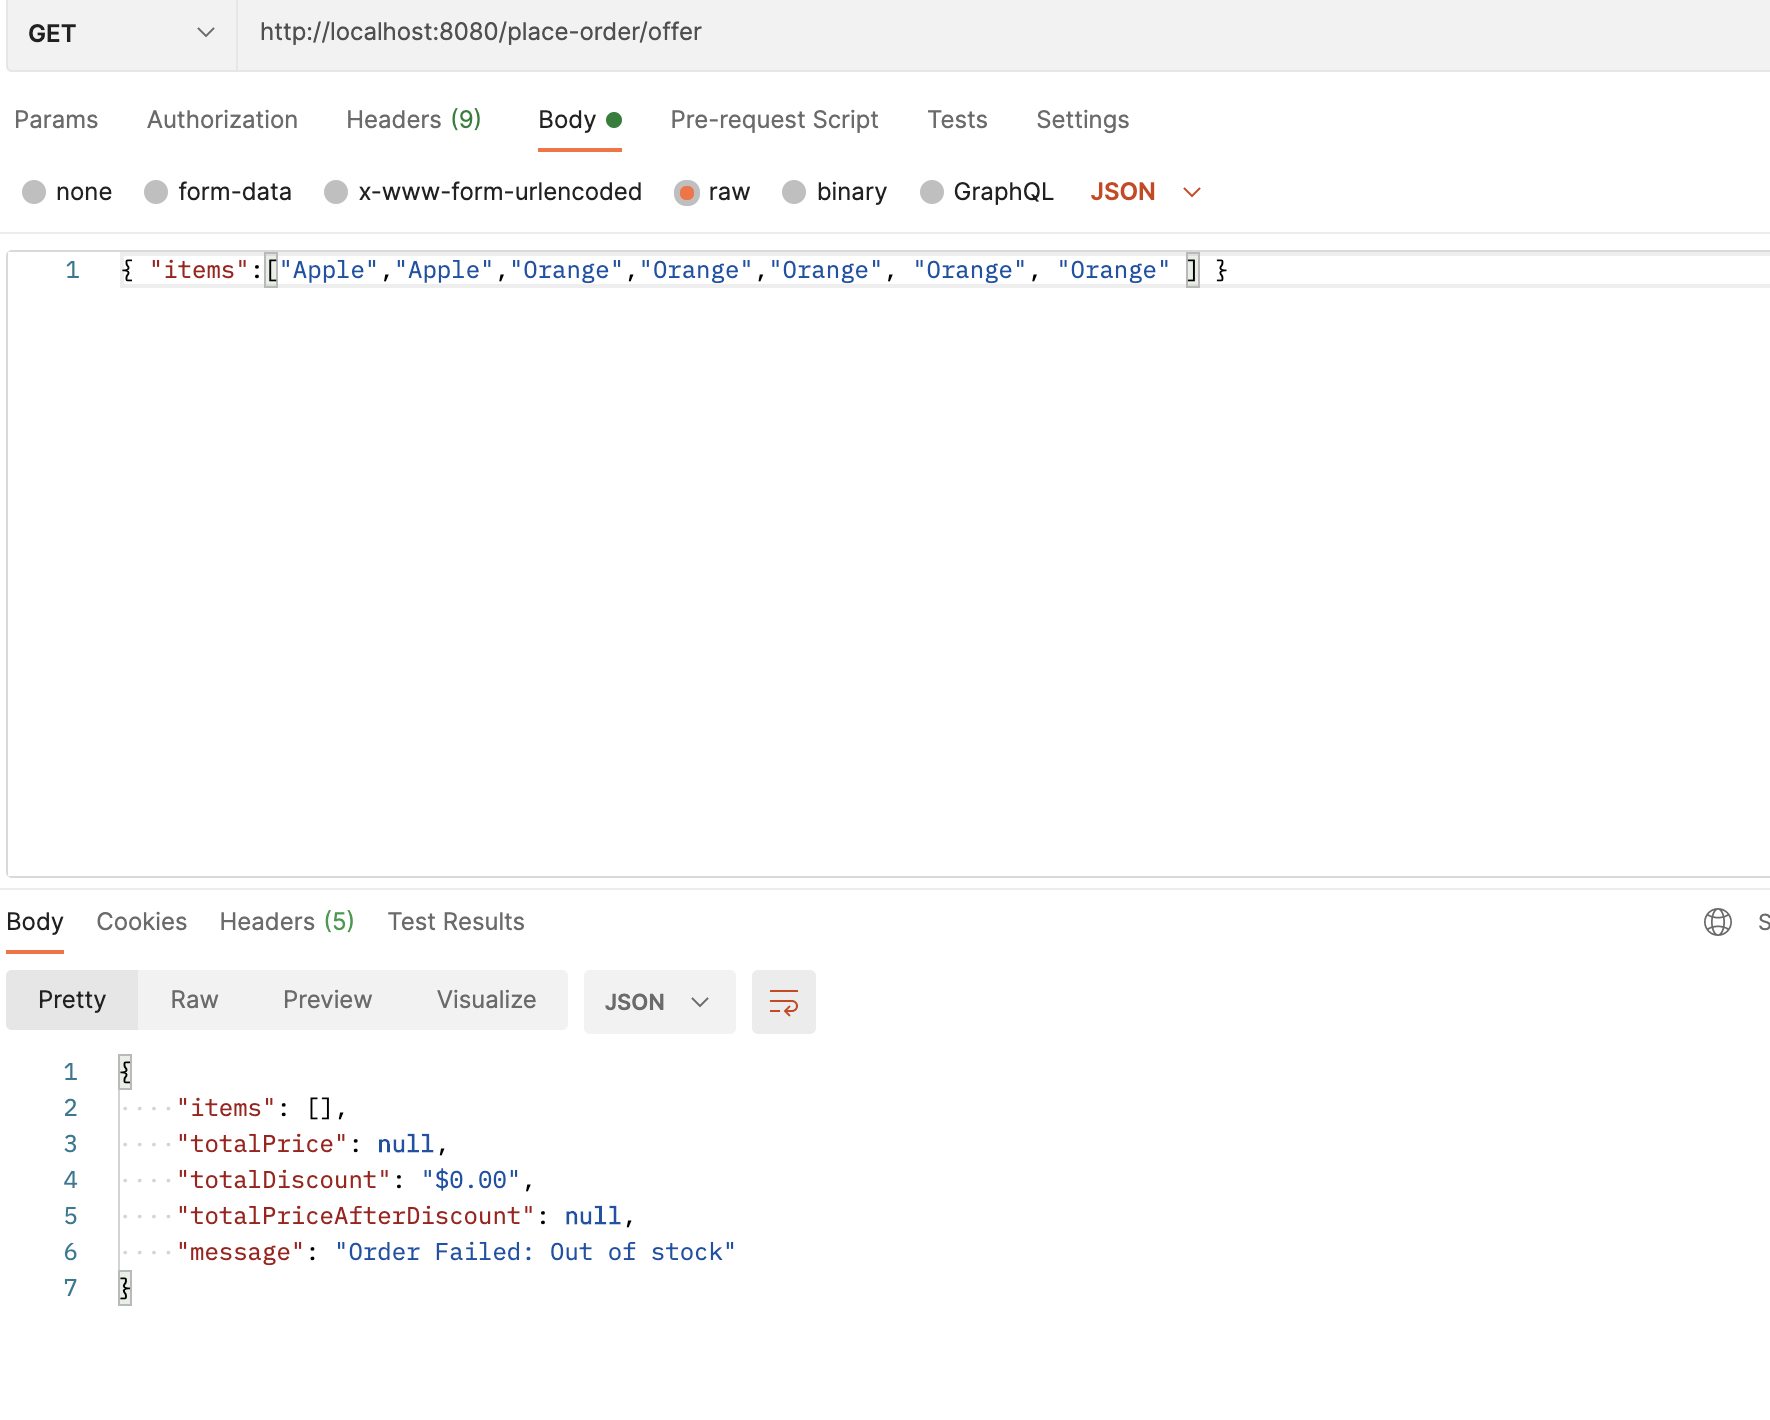 GET http://localhost:8080/place-order/offer
Params Authorization Headers (9) Body Pre-request Script Tests Settings
none form-data x-www-form-urlencoded raw binary GraphQL JSON
1 { "items":["Apple","Apple","Orange","Orange","Orange", "Orange", "Orange" ] }
Body Cookies Headers (5) Test Results S
Pretty Raw Preview Visualize JSON
1 {
2 "items": [],
3 "totalPrice": null,
4 "totalDiscount": "$0.00",
5 "totalPriceAfterDiscount": null,
6 "message": "Order Failed: Out of stock"
7 }